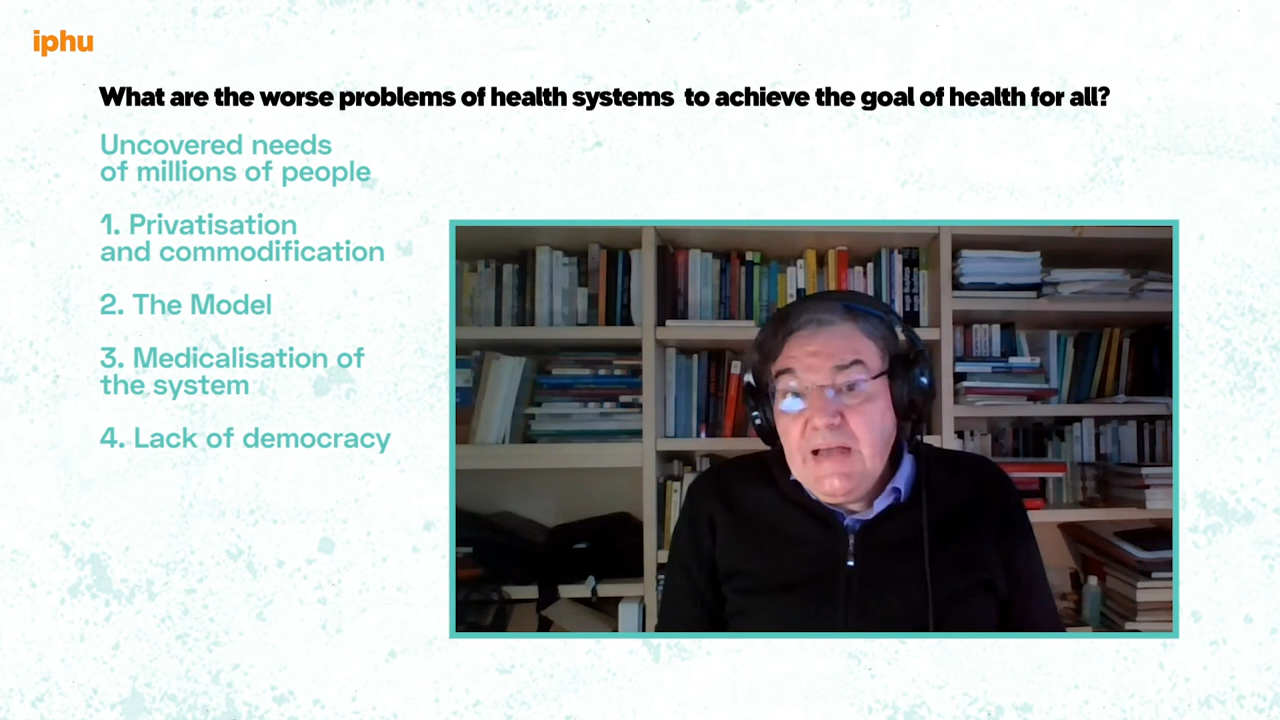 iphu
What are the worse problems of health systems to achieve the goal of health for all?
Uncovered needs
of millions of people
1. Privatisation
and commodification
2. The Model
3. Medicalisation of
the system
4. Lack of democracy